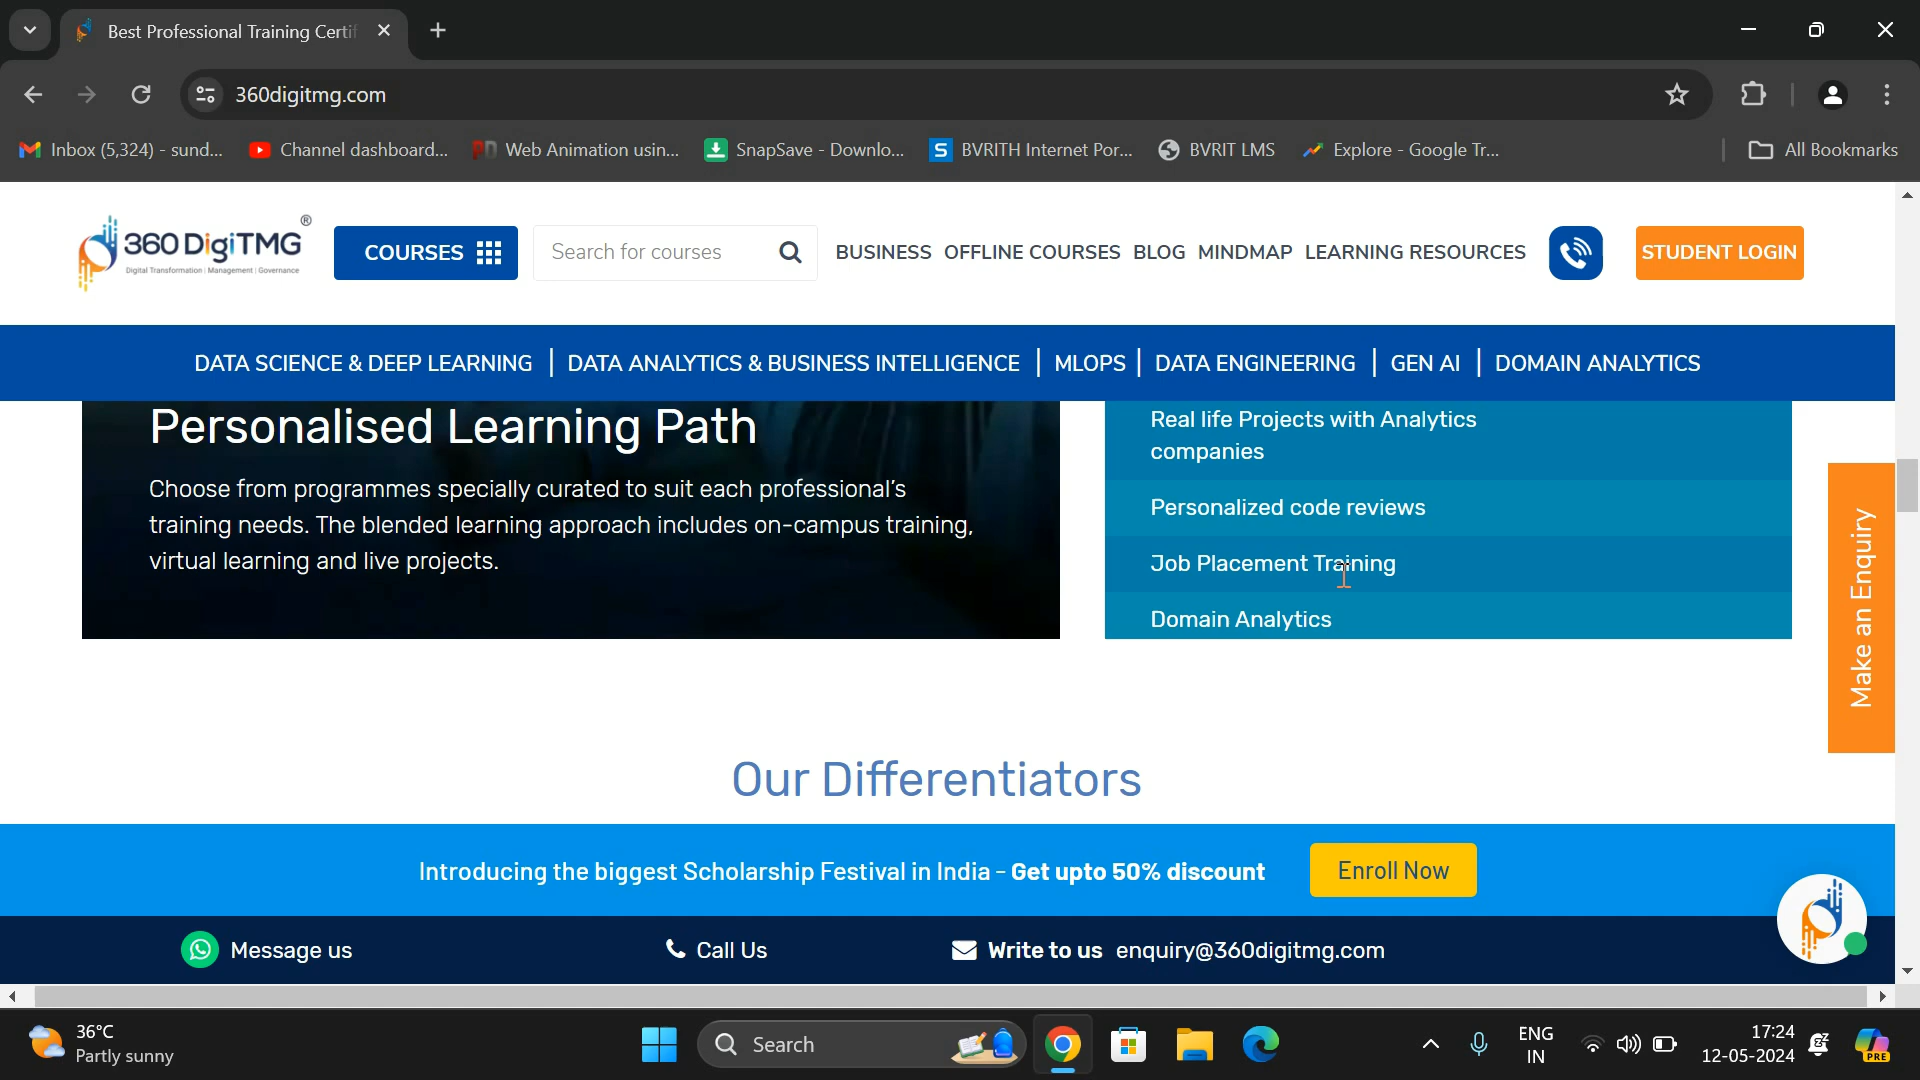 Best Professional Training Certif
360digitmg.com
Inbox (5,324) - sund...
Channel dashboard...
Web Animation usin...
SnapSave - Downlo...
BVRITH Internet Por...
BVRIT LMS
Explore - Google Tr...
All Bookmarks
360 DigiTMG ®
Digital Transformation | Management | Governance
COURSES
Search for courses
BUSINESS
OFFLINE COURSES
BLOG
MINDMAP
LEARNING RESOURCES
STUDENT LOGIN
DATA SCIENCE & DEEP LEARNING | DATA ANALYTICS & BUSINESS INTELLIGENCE | MLOPS | DATA ENGINEERING | GEN AI | DOMAIN ANALYTICS
Personalised Learning Path
Choose from programmes specially curated to suit each professional's
training needs. The blended learning approach includes on-campus training,
virtual learning and live projects.
Real life Projects with Analytics
companies
Personalized code reviews
Job Placement Training
Domain Analytics
Make an Enquiry
Our Differentiators
Introducing the biggest Scholarship Festival in India - Get upto 50% discount
Enroll Now
Message us
Call Us
Write to us enquiry@360digitmg.com
36°C
Partly sunny
Search
ENG
IN
17:24
12-05-2024
PRE